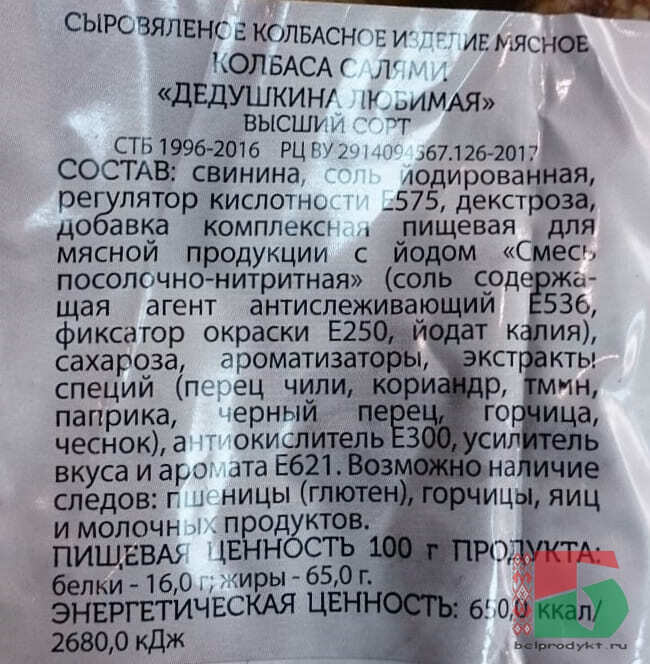 СЫРОВЯЛЕНОЕ КОЛБАСНОЕ ИЗДЕЛИЕ МЯСНОЕ
КОЛБАСА САЛЯМИ
«ДЕДУШКИНА ЛЮБИМАЯ»
ВЫСШИЙ СОРТ
СТБ 1996-2016 РЦ BY 2914094567.126-2017
СОСТАВ: свинина, соль йодированная,
регулятор кислотности Е575, декстроза,
добавка комплексная пищевая для
мясной продукции с йодом «Смесь
посолочно-нитритная» (соль содержа-
щая агент антислеживающий Е536,
фиксатор окраски Е250, йодат калия),
сахароза, ароматизаторы, экстракты
специй (перец чили, кориандр, тмин,
паприка, черный перец, горчица,
чеснок), антиокислитель Е300, усилитель
вкуса и аромата Е621. Возможно наличие
следов: пшеницы (глютен), горчицы, яиц
и молочных продуктов.
ПИЩЕВАЯ ЦЕННОСТЬ 100 г ПРОДУКТА:
белки - 16,0 г; жиры - 65,0 г.
ЭНЕРГЕТИЧЕСКАЯ ЦЕННОСТЬ: 650,0 ккал/
2680,0 кДж
belprodykt.ru